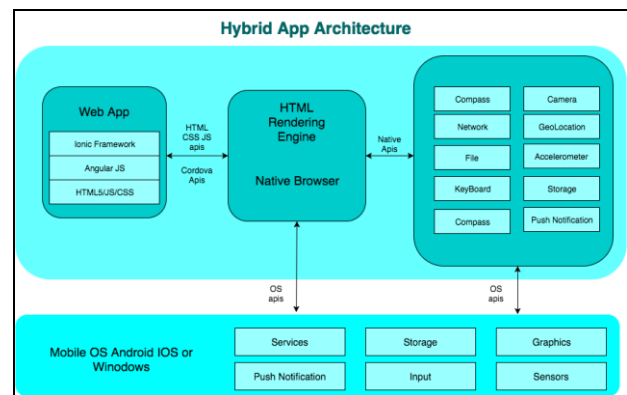 Hybrid App Architecture
Web App
Ionic Framework
Angular JS
HTML5/JS/CSS
HTML
CSS JS
apis
Cordova
Apis
HTML
Rendering
Engine
Native Browser
Native
Apis
Compass
Camera
Network
GeoLocation
File
Accelerometer
KeyBoard
Storage
Compass
Push Notification
OS
apis
OS
apis
Mobile OS Android IOS or
Winodows
Services
Storage
Graphics
Push Notification
Input
Sensors